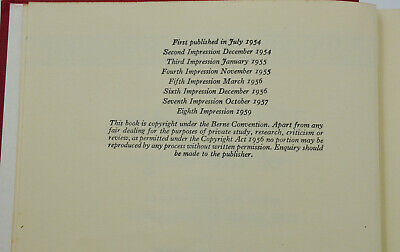 First published in July 1954
Second Impression December 1954
Third Impression January 1955
Fourth Impression November 1955
Fifth Impression March 1956
Sixth Impression December 1956
Seventh Impression October 1957
Eighth Impression 1959
This book is copyright under the Berne Convention. Apart from any
fair dealing for the purposes of private study, research, criticism or
review, as permitted under the Copyright Act 1956 no portion may be
reproduced by any process without written permission. Enquiry should
be made to the publisher.